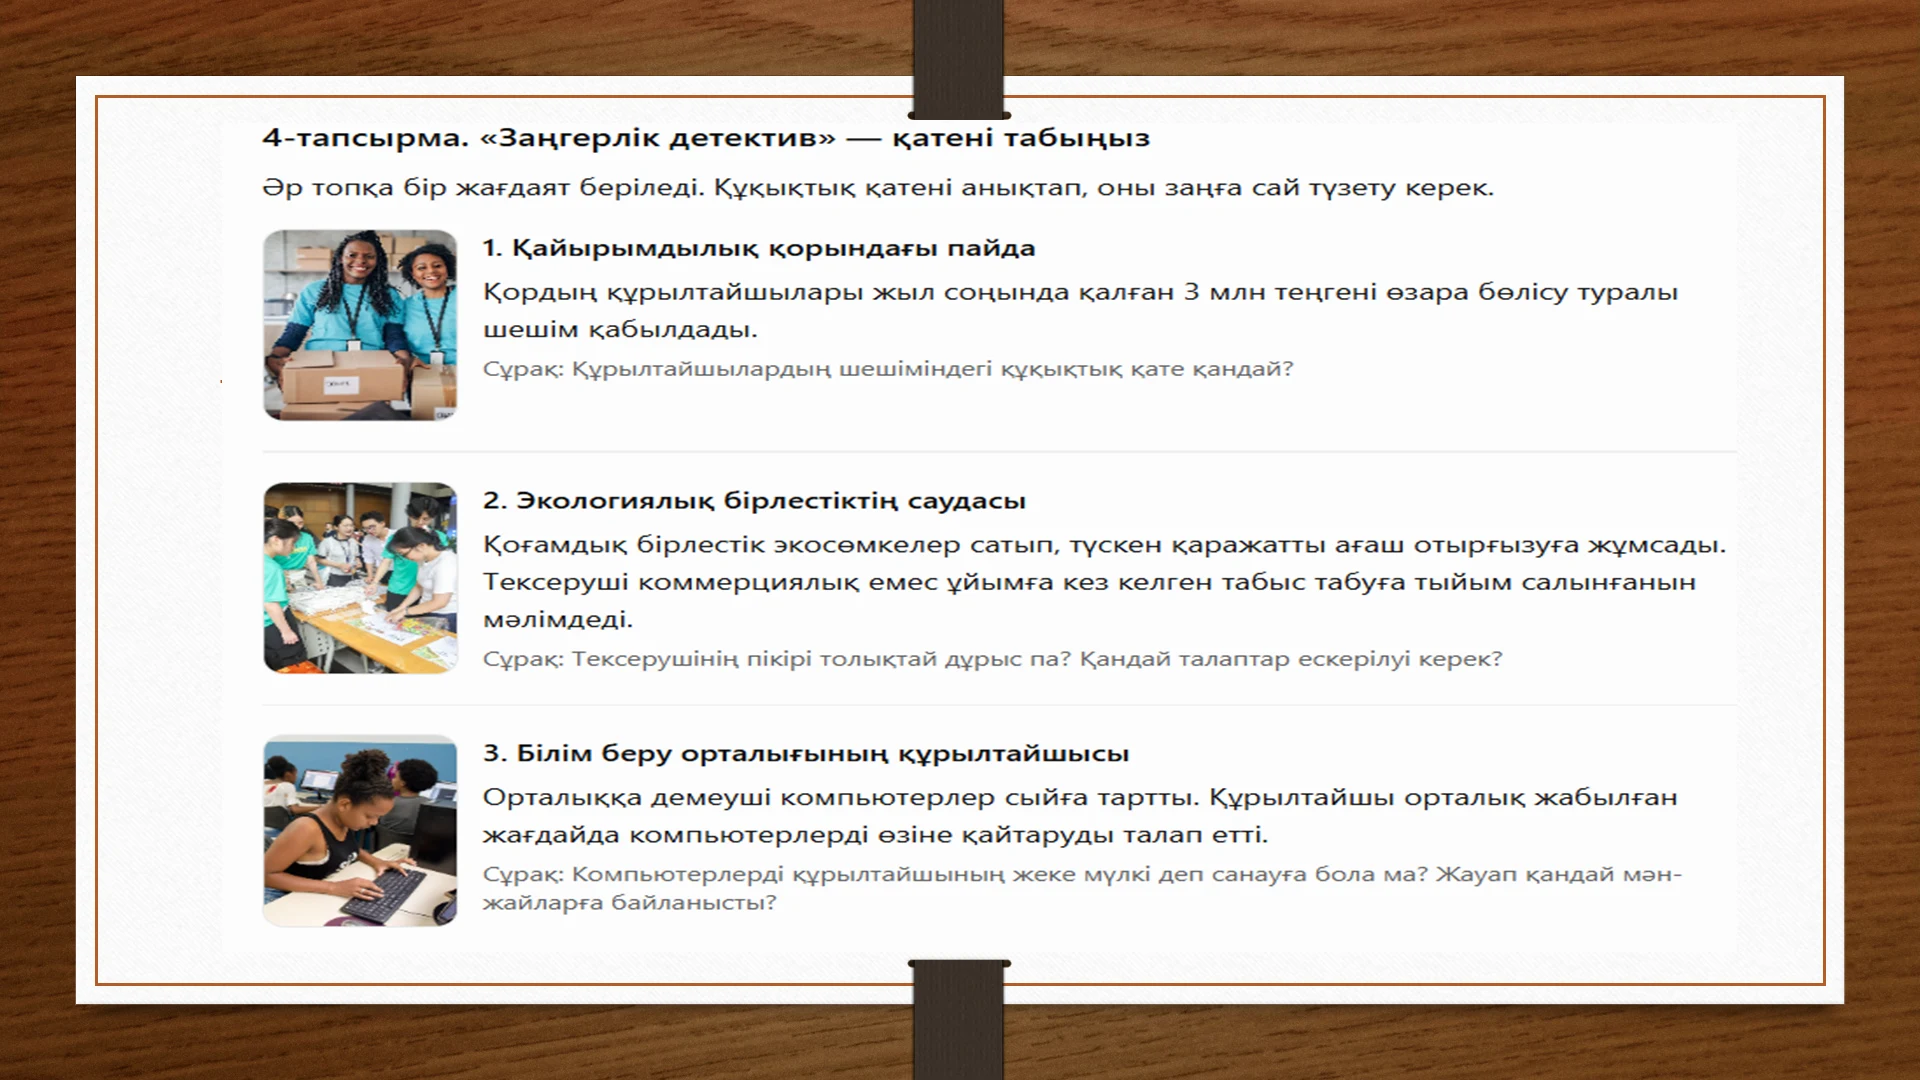 4-тапсырма. «Заңгерлік детектив» — қатені табыңыз
Әр топқа бір жағдаят беріледі. Құқықтық қатені анықтап, оны заңға сай түзету керек.
1. Қайырымдылық қорындағы пайда
Қордың құрылтайшылары жыл соңында қалған 3 млн теңгені өзара бөлісу туралы
шешім қабылдады.
Сұрақ: Құрылтайшылардың шешіміндегі құқықтық қате қандай?
2. Экологиялық бірлестіктің саудасы
Қоғамдық бірлестік экосөмкелер сатып, түскен қаражатты ағаш отырғызуға жұмсады.
Тексеруші коммерциялық емес ұйымға кез келген табыс табуға тыйым салынғанын
мәлімдеді.
Сұрақ: Тексерушінің пікірі толықтай дұрыс па? Қандай талаптар ескерілуі керек?
3. Білім беру орталығының құрылтайшысы
Орталыққа демеуші компьютерлер сыйға тартты. Құрылтайшы орталық жабылған
жағдайда компьютерлерді өзіне қайтаруды талап етті.
Сұрақ: Компьютерлерді құрылтайшының жеке мүлкі деп санауға бола ма? Жауап қандай мән-
жайларға байланысты?